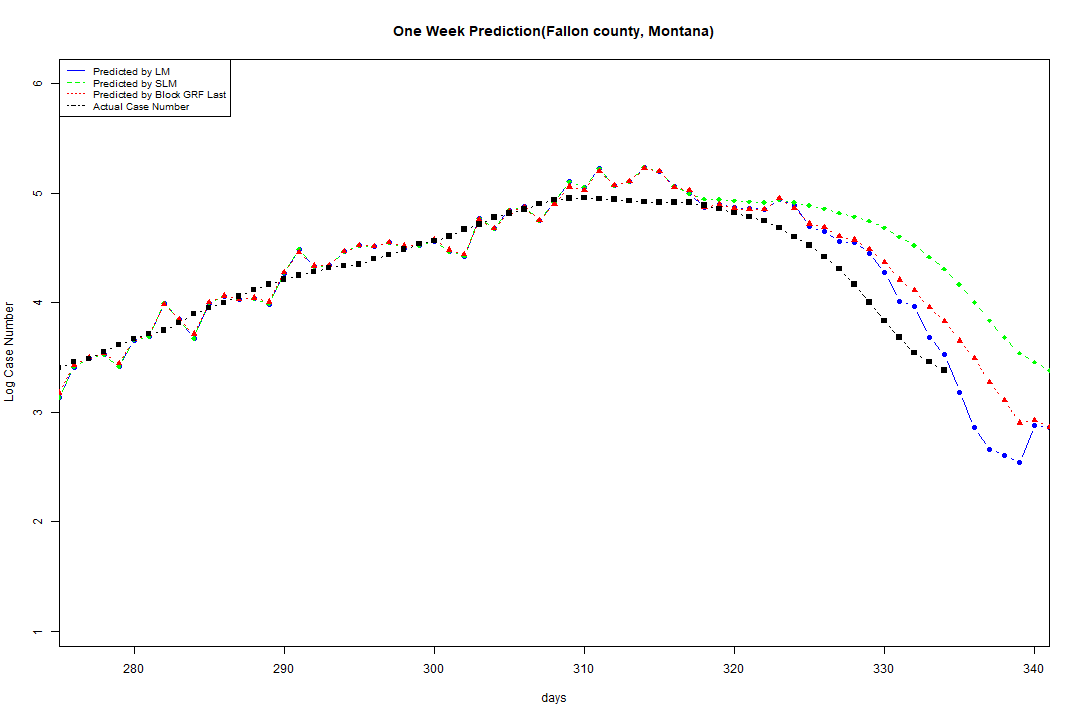 One Week Prediction(Fallon county, Montana)
Predicted by LM
Predicted by SLM
Predicted by Block GRF Last
Actual Case Number
6
5
4
3
2
1
Log Case Number
280 290 300 310 320 330 340
days